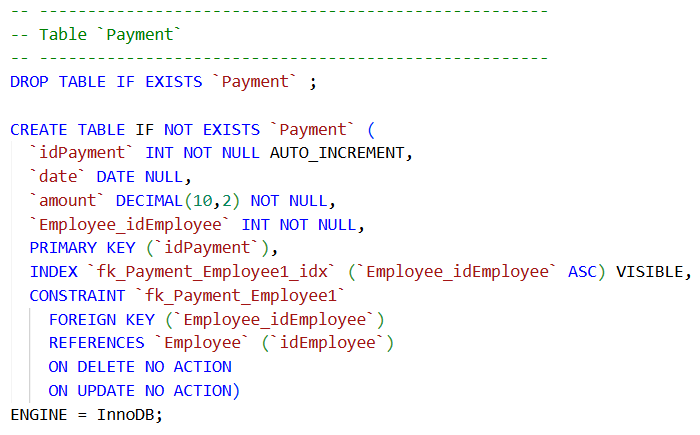 -- ---------------------------------------------------
-- Table `Payment`
-- ---------------------------------------------------
DROP TABLE IF EXISTS `Payment` ;

CREATE TABLE IF NOT EXISTS `Payment` (
  `idPayment` INT NOT NULL AUTO_INCREMENT,
  `date` DATE NULL,
  `amount` DECIMAL(10,2) NOT NULL,
  `Employee_idEmployee` INT NOT NULL,
  PRIMARY KEY (`idPayment`),
  INDEX `fk_Payment_Employee1_idx` (`Employee_idEmployee` ASC) VISIBLE,
  CONSTRAINT `fk_Payment_Employee1`
    FOREIGN KEY (`Employee_idEmployee`)
    REFERENCES `Employee` (`idEmployee`)
    ON DELETE NO ACTION
    ON UPDATE NO ACTION)
ENGINE = InnoDB;